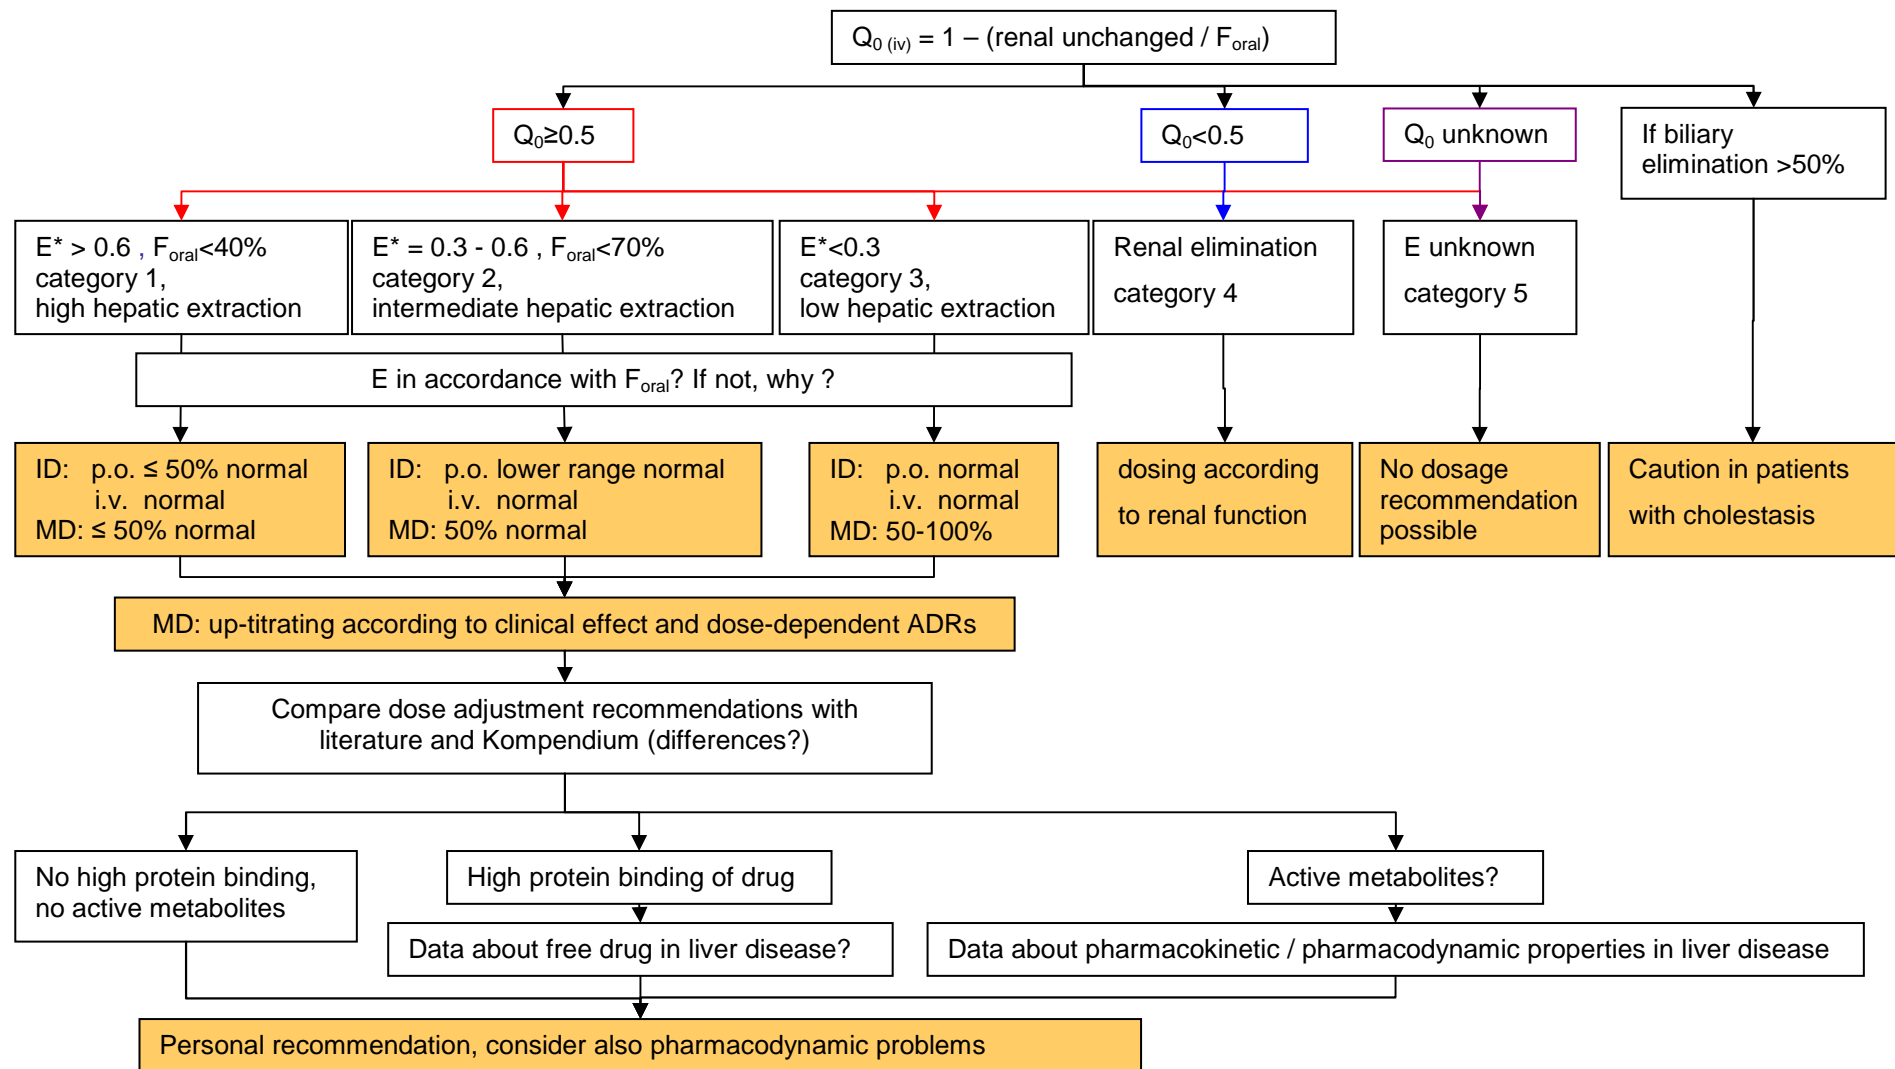 Q0 (iv) = 1 – (renal unchanged / Foral)
Q0≥0.5
Q0<0.5
Q0 unknown
If biliary
elimination >50%
E* > 0.6 , Foral<40%
category 1,
high hepatic extraction
E* = 0.3 - 0.6 , Foral<70%
category 2,
intermediate hepatic extraction
E*<0.3
category 3,
low hepatic extraction
Renal elimination
category 4
E unknown
category 5
E in accordance with Foral? If not, why ?
ID: p.o. ≤ 50% normal
i.v. normal
MD: ≤ 50% normal
ID: p.o. lower range normal
i.v. normal
MD: 50% normal
ID: p.o. normal
i.v. normal
MD: 50-100%
dosing according
to renal function
No dosage
recommendation
possible
Caution in patients
with cholestasis
MD: up-titrating according to clinical effect and dose-dependent ADRs
Compare dose adjustment recommendations with
literature and Kompendium (differences?)
No high protein binding,
no active metabolites
High protein binding of drug
Active metabolites?
Data about free drug in liver disease?
Data about pharmacokinetic / pharmacodynamic properties in liver disease
Personal recommendation, consider also pharmacodynamic problems